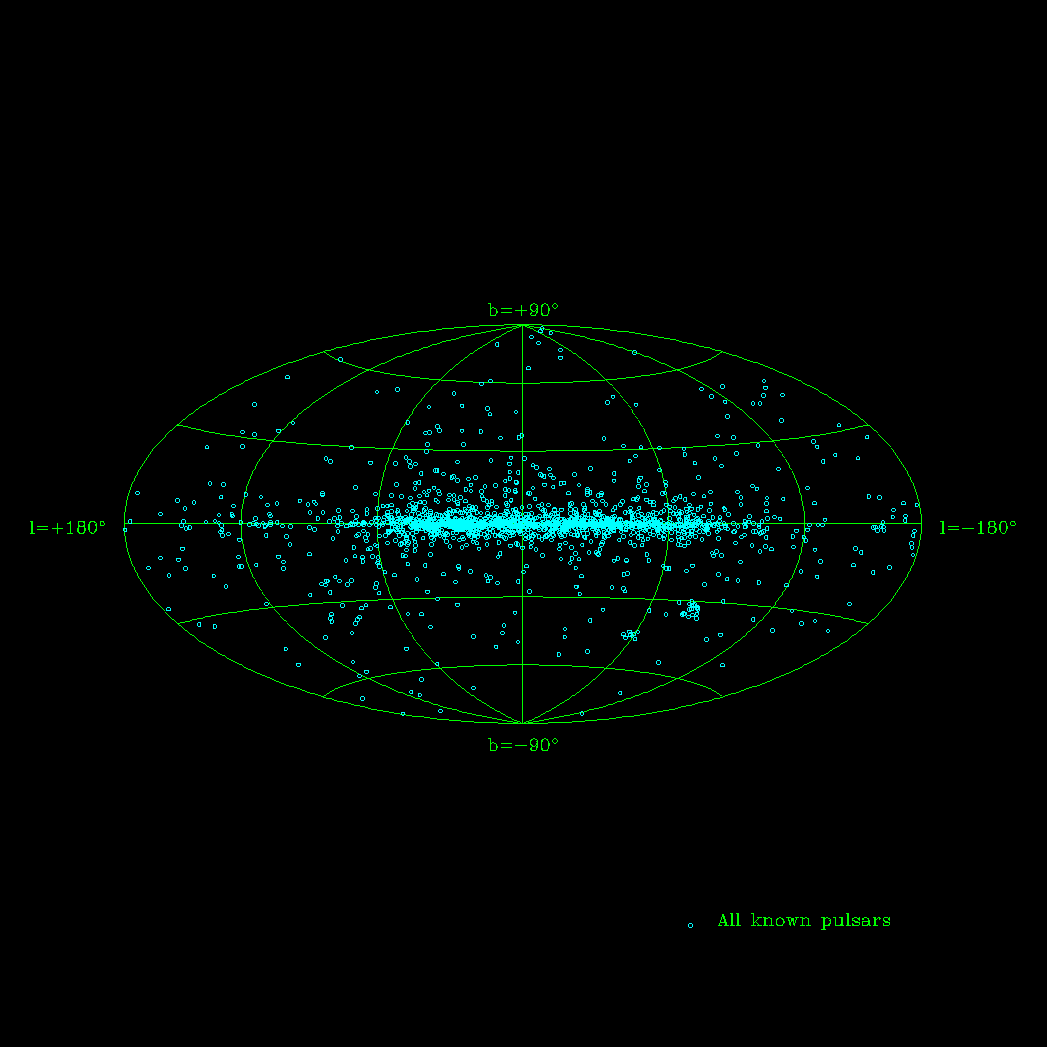 b=+90°
l=+180°
l=−180°
b=−90°
All known pulsars